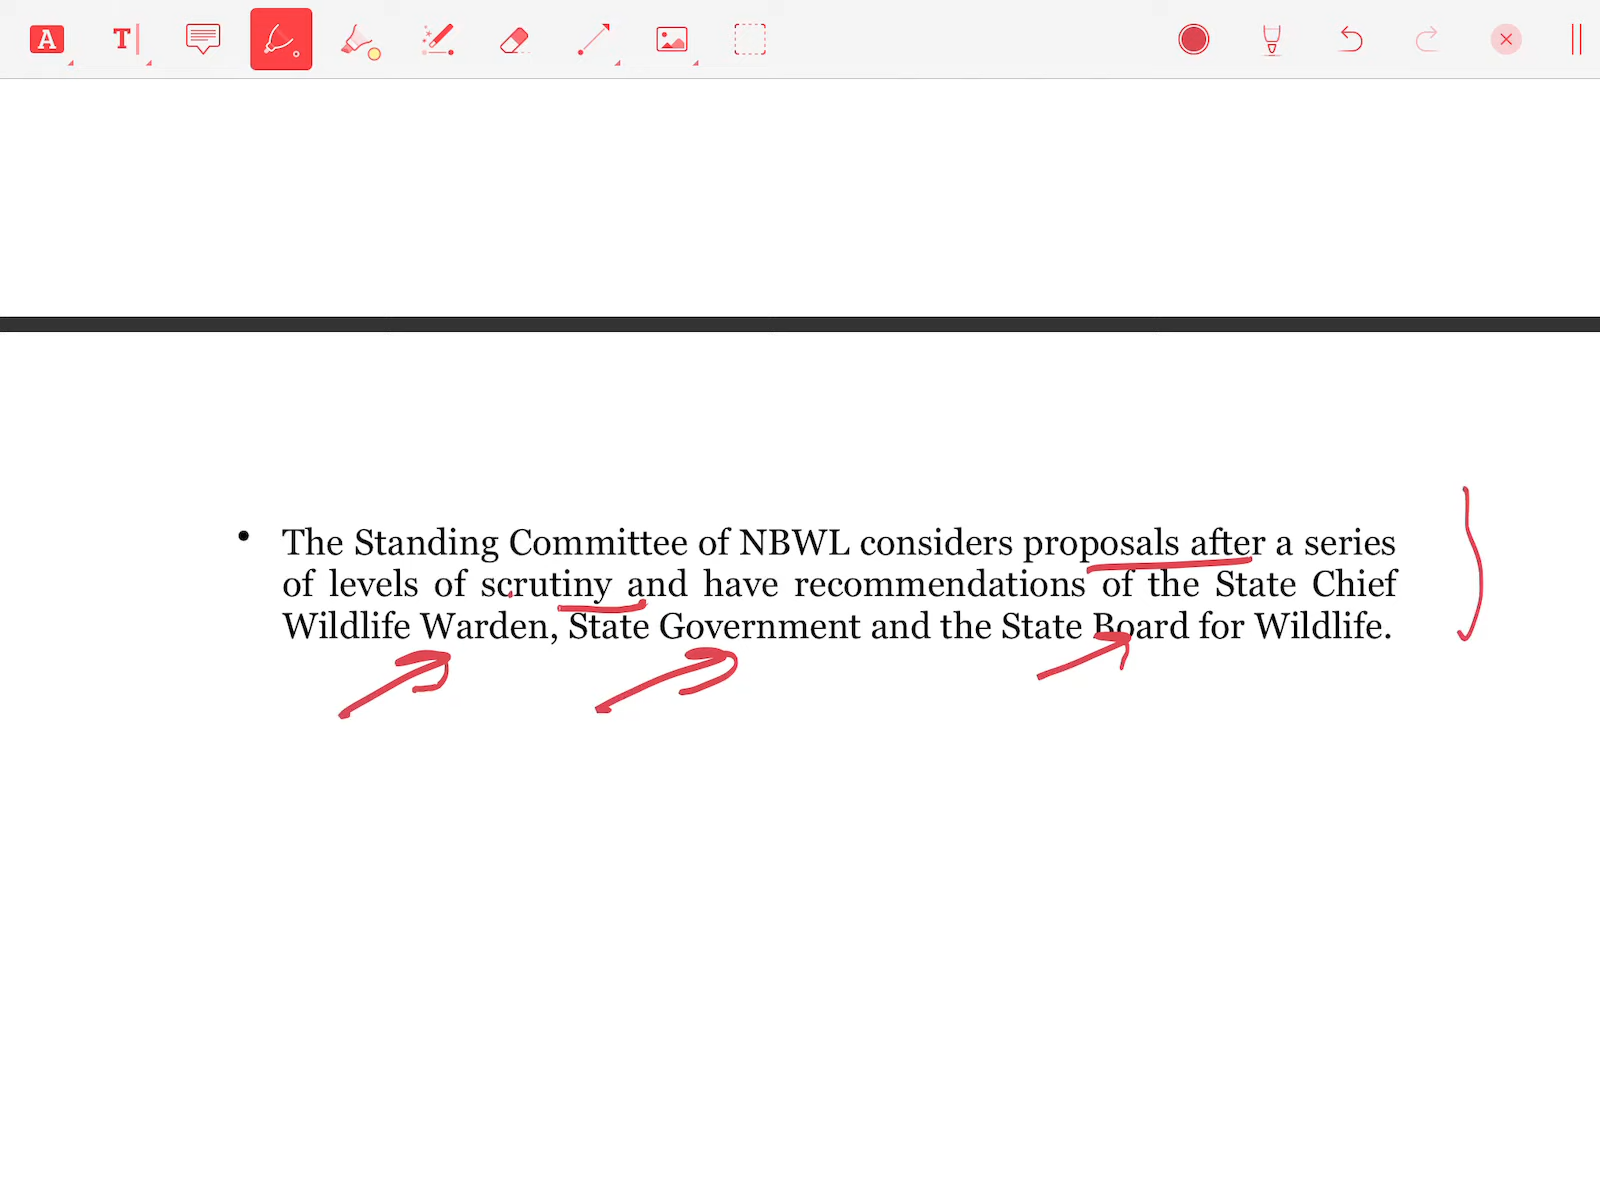 A T
• The Standing Committee of NBWL considers proposals after a series
of levels of scrutiny and have recommendations of the State Chief
Wildlife Warden, State Government and the State Board for Wildlife.